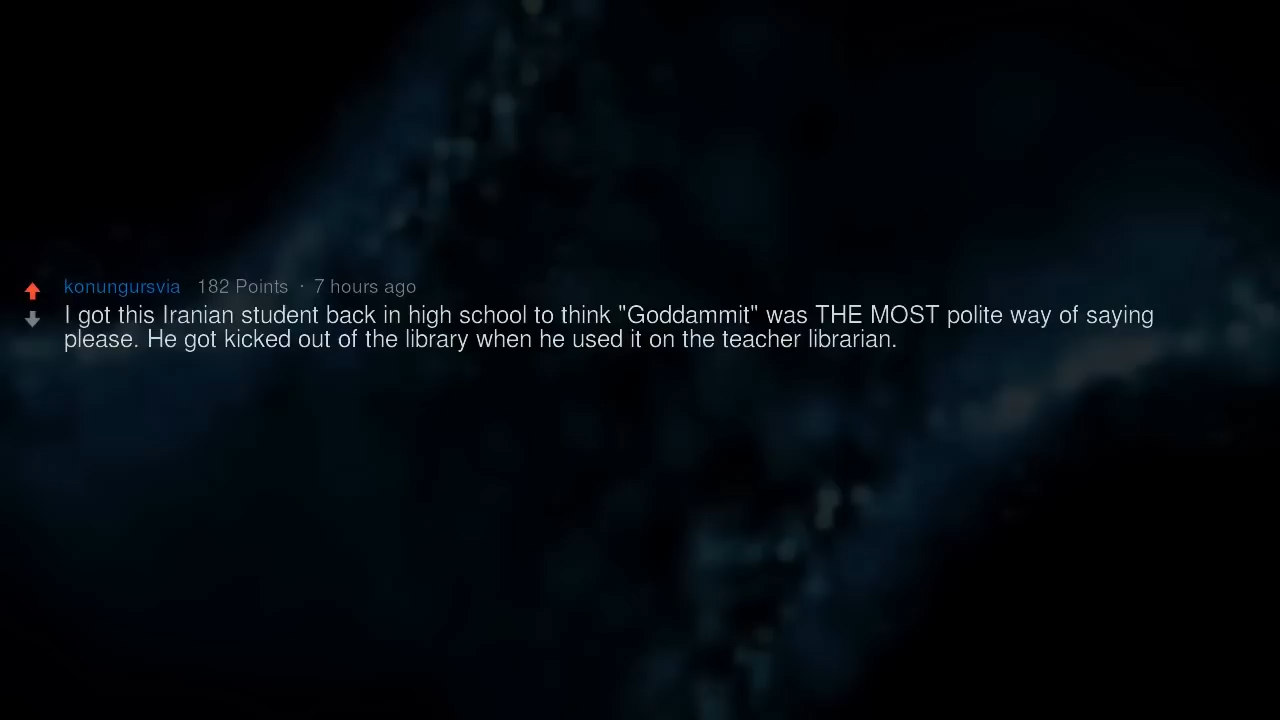 konungursvia 182 Points · 7 hours ago
I got this Iranian student back in high school to think "Goddammit" was THE MOST polite way of saying
please. He got kicked out of the library when he used it on the teacher librarian.